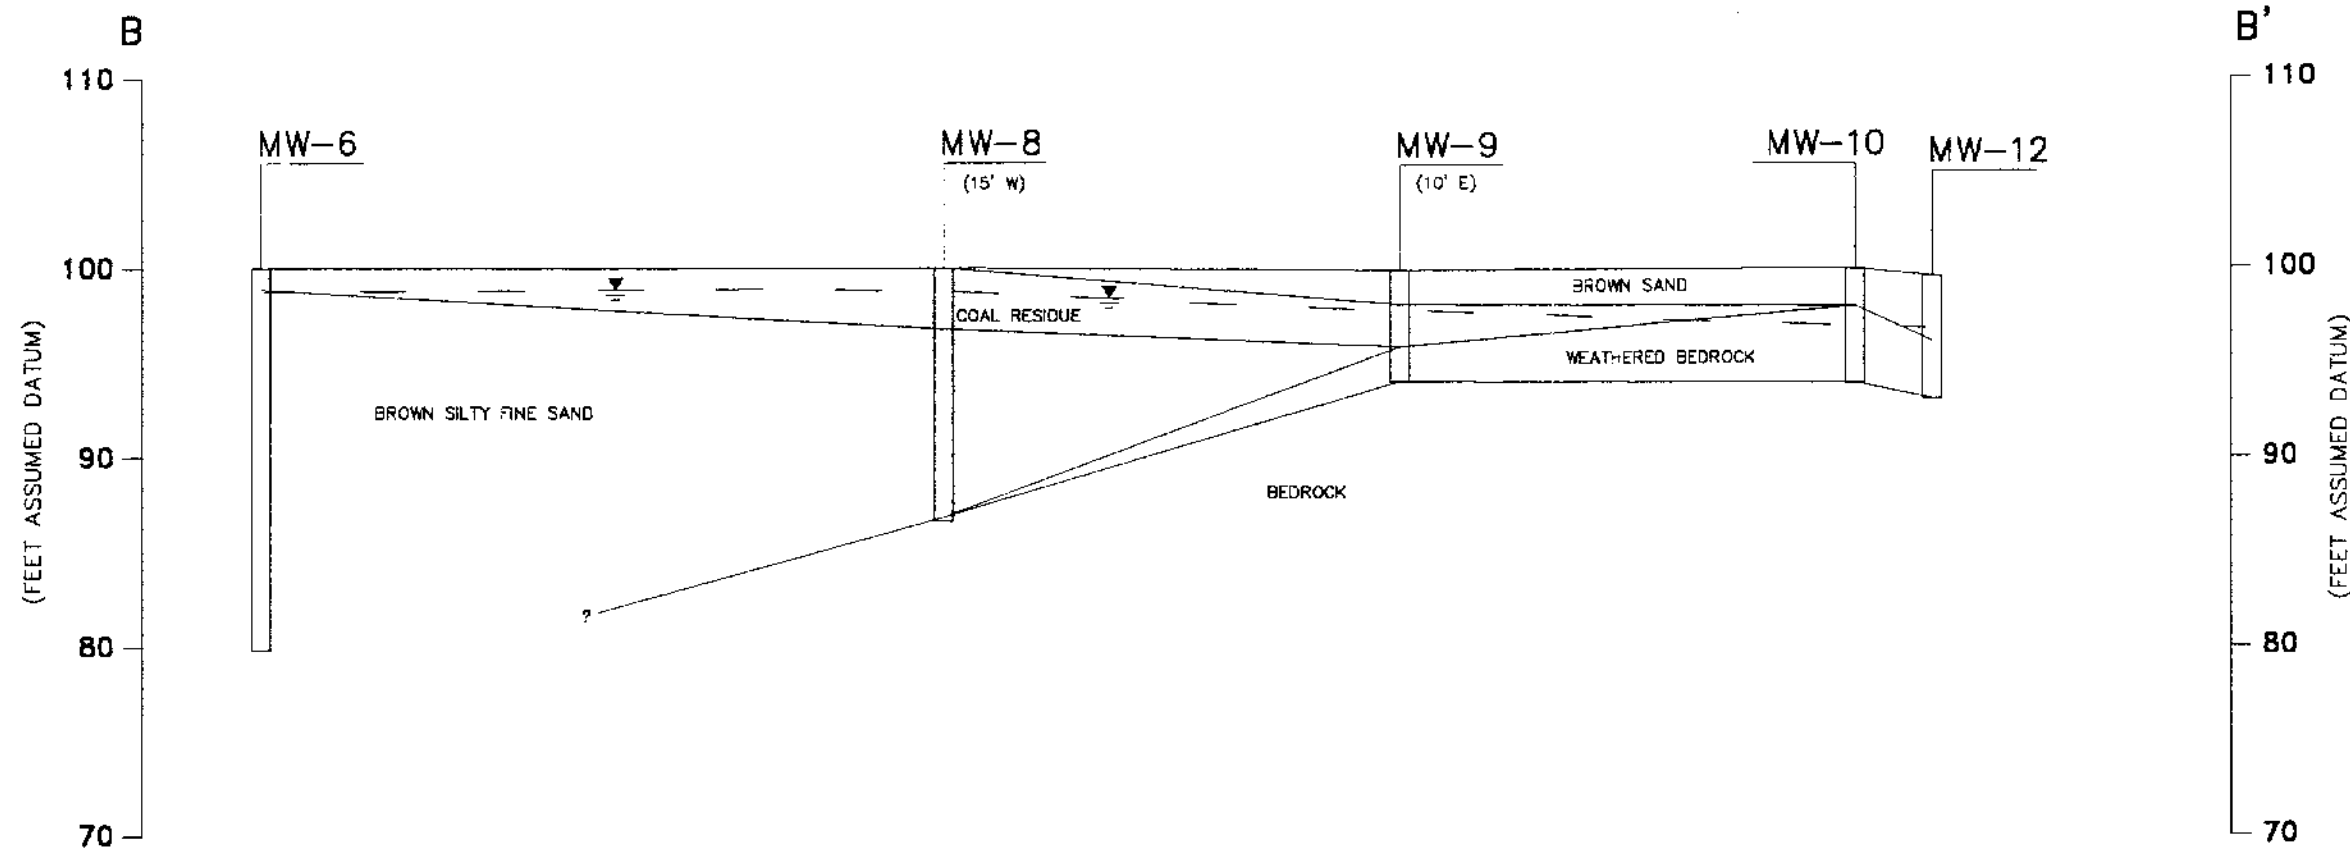 B
B'
110
110
MW-6
MW-8
MW-9
MW-10
MW-12
(15' W)
(10' E)
100
100
BROWN SAND
COAL RESIDUE
WEATHERED BEDROCK
BROWN SILTY FINE SAND
90
90
BEDROCK
?
80
80
70
70
(FEET ASSUMED DATUM)
(FEET ASSUMED DATUM)